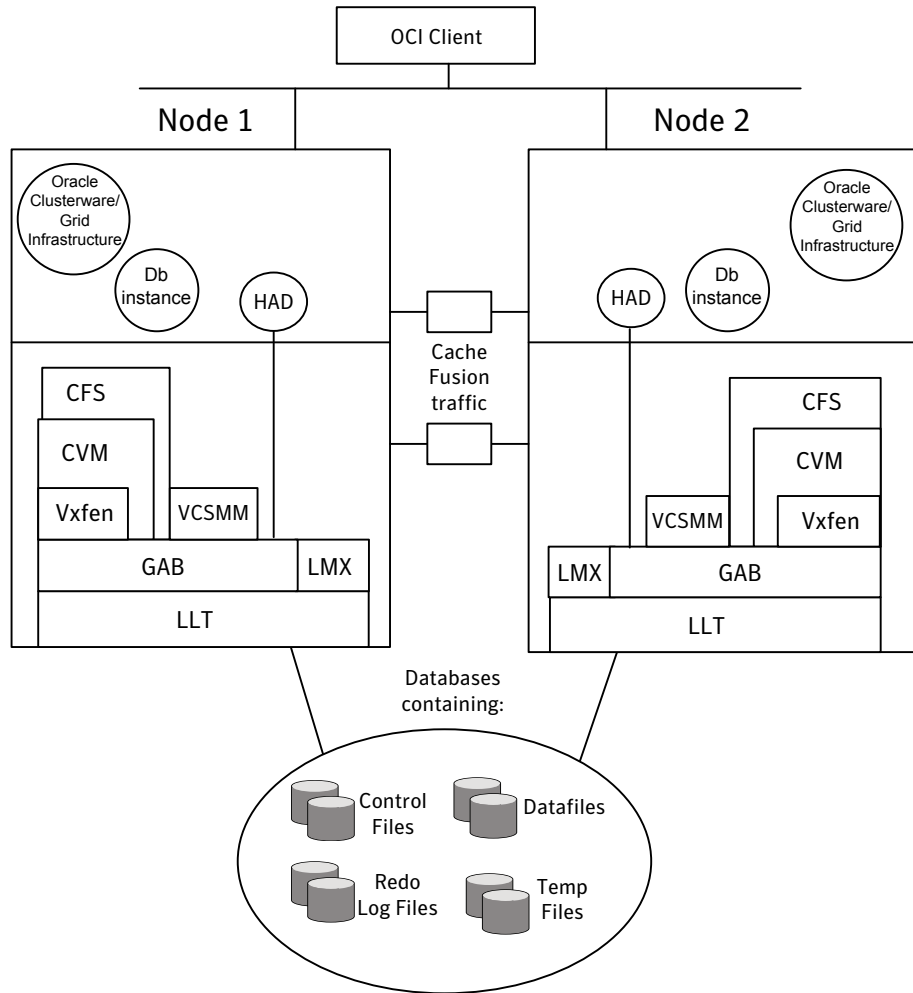 OCI Client
Node 1
Node 2
Oracle
Clusterware/
Grid
Infrastructure
Db
instance
HAD
Cache
Fusion
traffic
HAD
Db
instance
Oracle
Clusterware/
Grid
Infrastructure
CFS
CVM
Vxfen
VCSMM
GAB
LMX
LLT
CFS
CVM
VCSMM
Vxfen
LMX
GAB
LLT
Databases
containing:
Control
Files
Datafiles
Redo
Log Files
Temp
Files